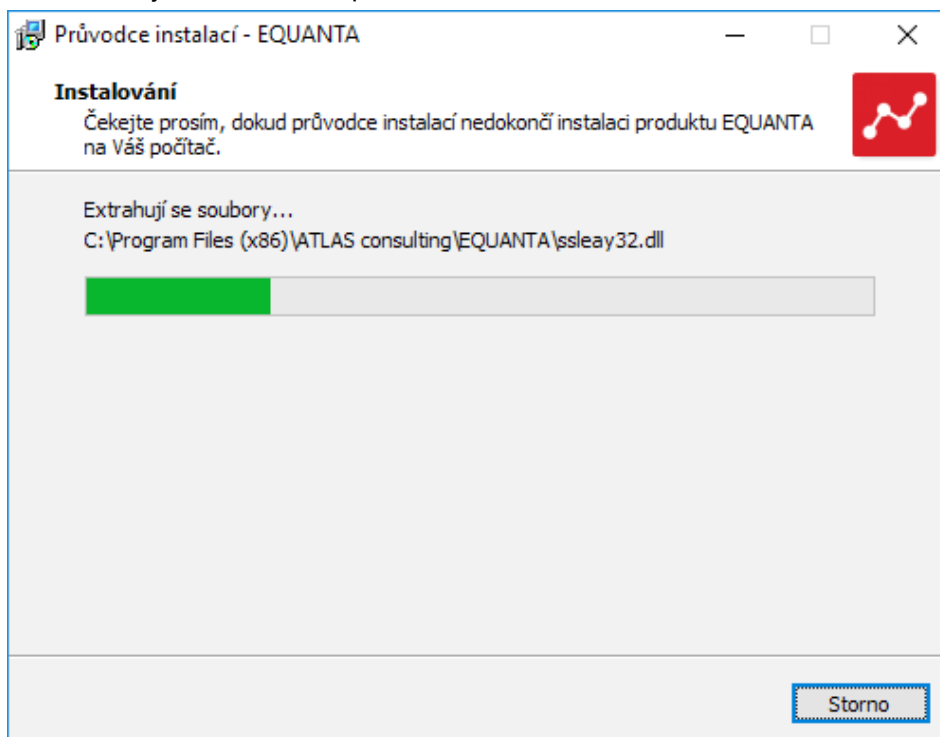 Průvodce instalací - EQUANTA
Instalování
Čekejte prosím, dokud průvodce instalací nedokončí instalaci produktu EQUANTA
na Váš počítač.
Extrahují se soubory...
C:\Program Files (x86)\ATLAS consulting\EQUANTA\ssleay32.dll
Storno